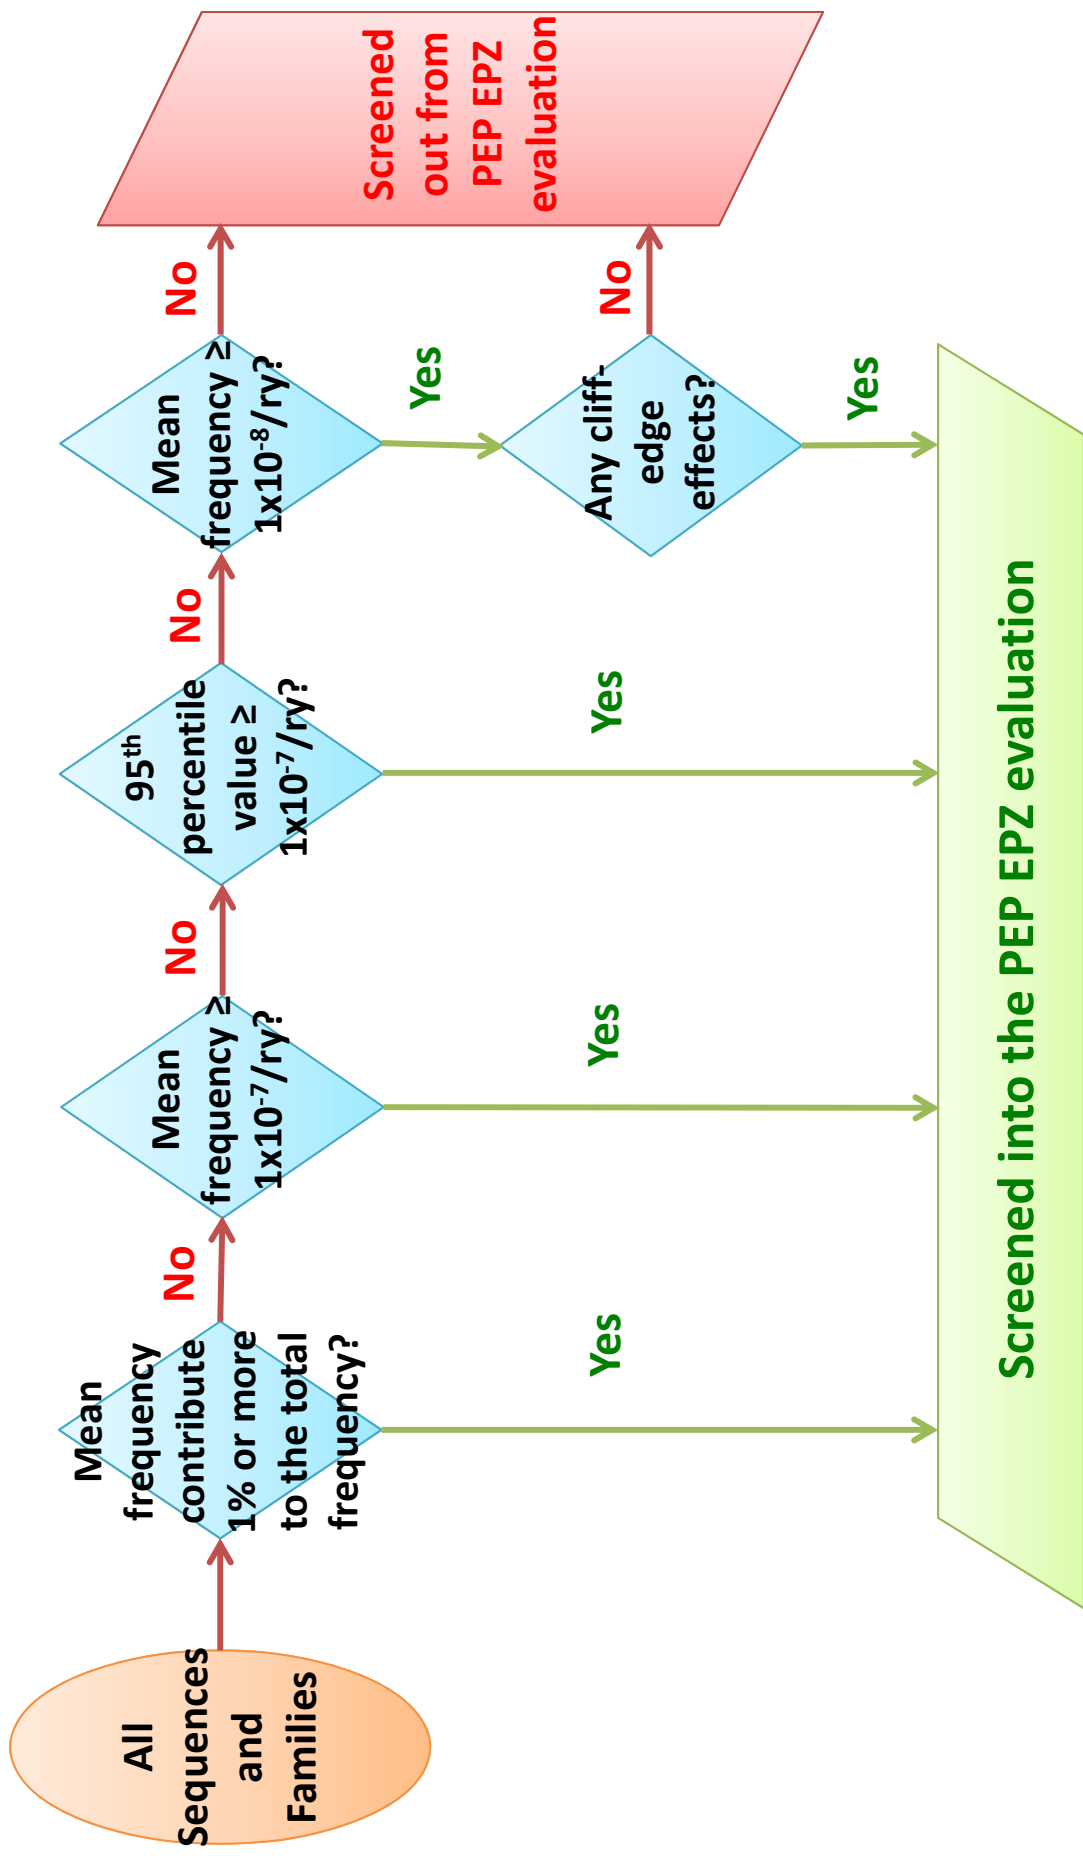 All
Sequences
and
Families
Mean
frequency
contribute
1% or more
to the total
frequency?
No
Yes
Mean
frequency ≥
1x10⁻⁷/ry?
No
Yes
95ᵗʰ
percentile
value ≥
1x10⁻⁷/ry?
No
Yes
Mean
frequency ≥
1x10⁻⁸/ry?
No
Yes
Any cliff-
edge
effects?
No
Yes
Screened
out from
PEP EPZ
evaluation
Screened into the PEP EPZ evaluation